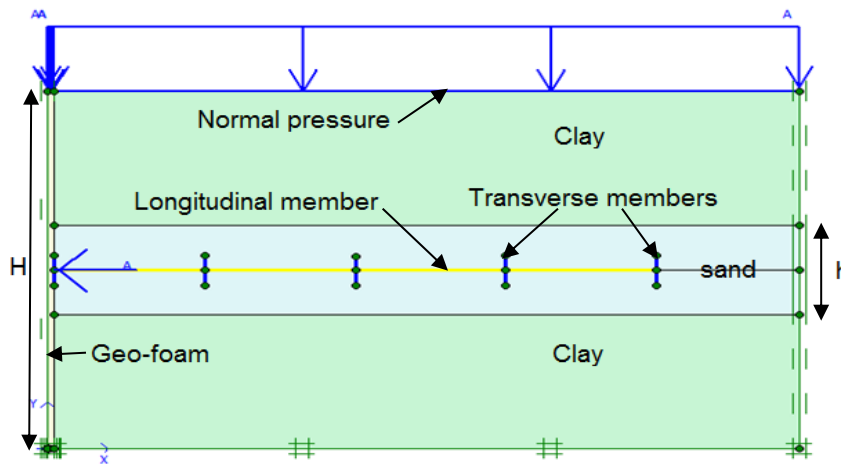 AA A
Normal pressure
Clay
Longitudinal member
Transverse members
H
A
sand
h
Geo-foam
Clay
Y
X